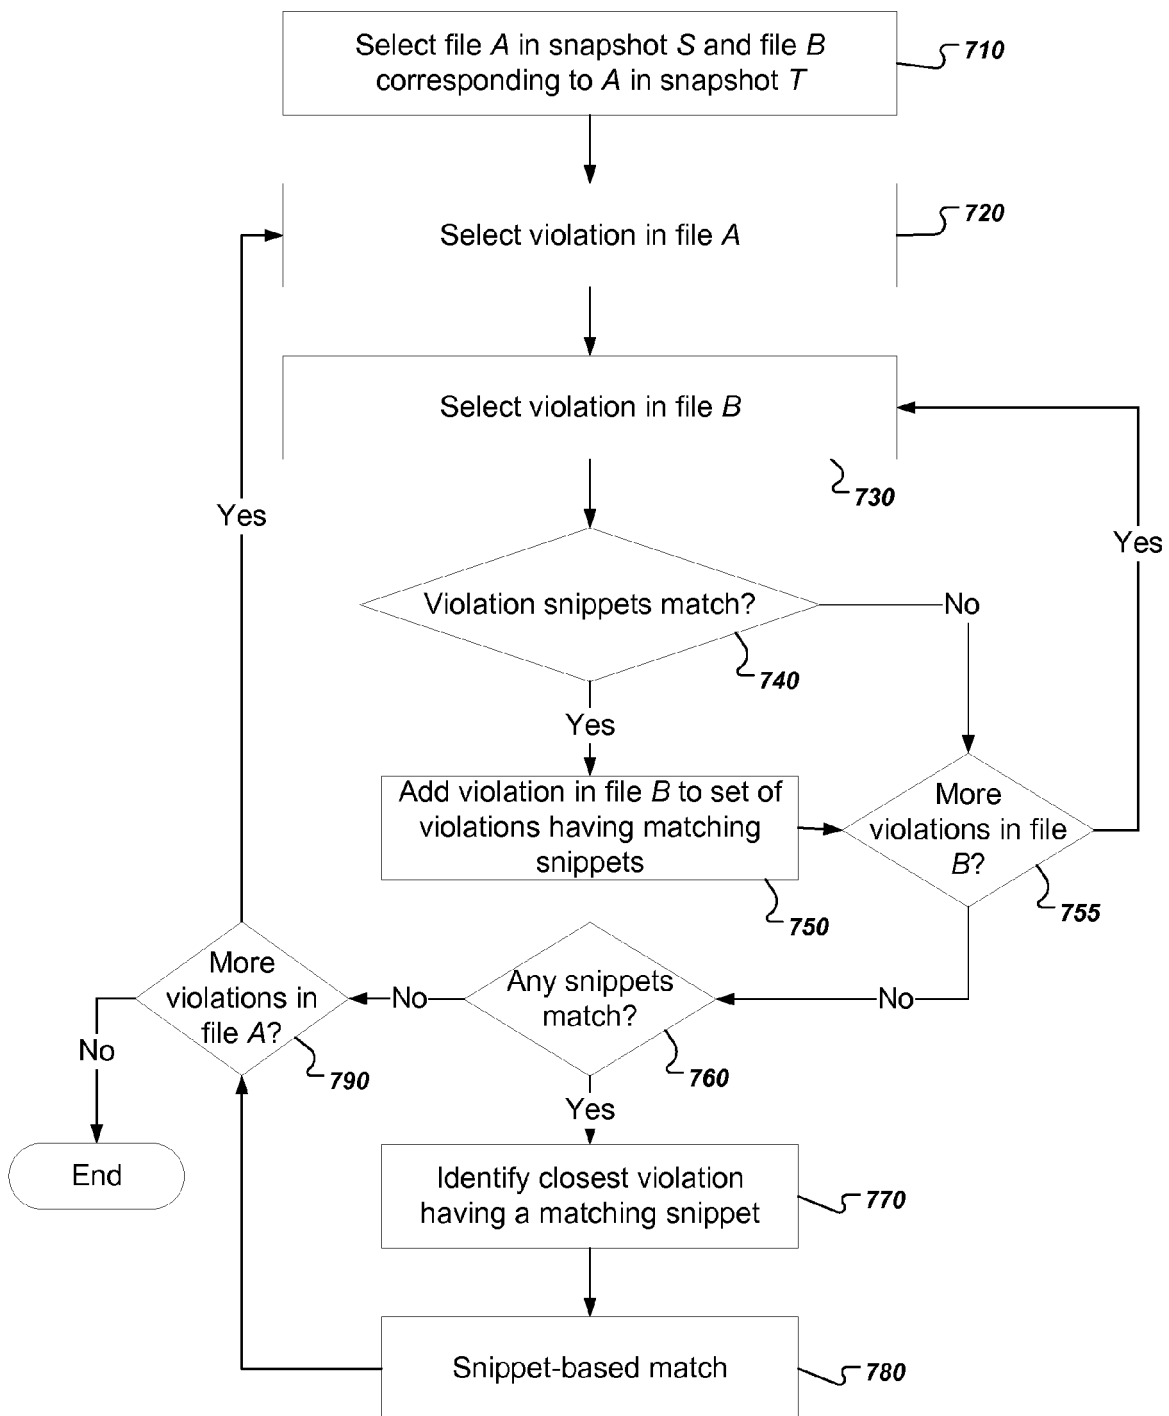 Select file A in snapshot S and file B
corresponding to A in snapshot T
710
Select violation in file A
720
Select violation in file B
730
Yes
Yes
Violation snippets match?
No
740
Yes
Add violation in file B to set of
violations having matching
snippets
750
More
violations in file
B?
755
More
violations in
file A?
790
No
Any snippets
match?
760
No
No
Yes
End
Identify closest violation
having a matching snippet
770
Snippet-based match
780